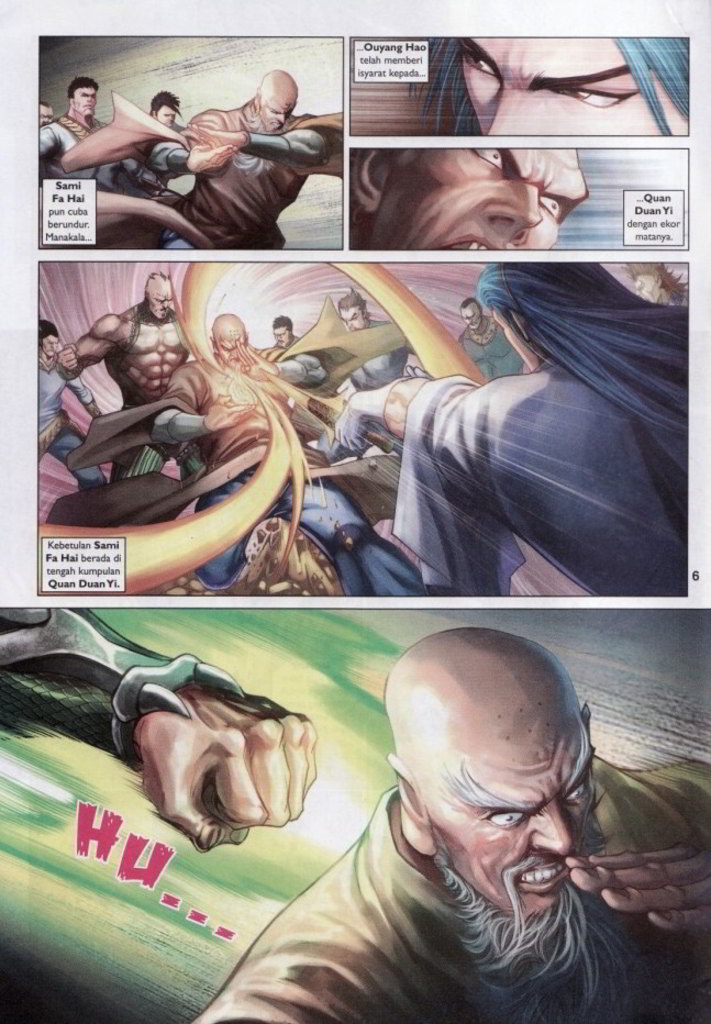 Sami
Fa Hai
pun cuba
berundur.
Manakala...
...Ouyang Hao
telah memberi
isyarat kepada...
...Quan
Duan Yi
dengan ekor
matanya.
Kebetulan Sami
Fa Hai berada di
tengah kumpulan
Quan Duan Yi.
6
HU...